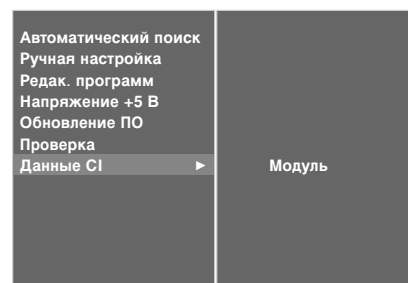 Автоматический поиск
Ручная настройка
Редак. программ
Напряжение +5 В
Обновление ПО
Проверка
Данные CI ► Модуль